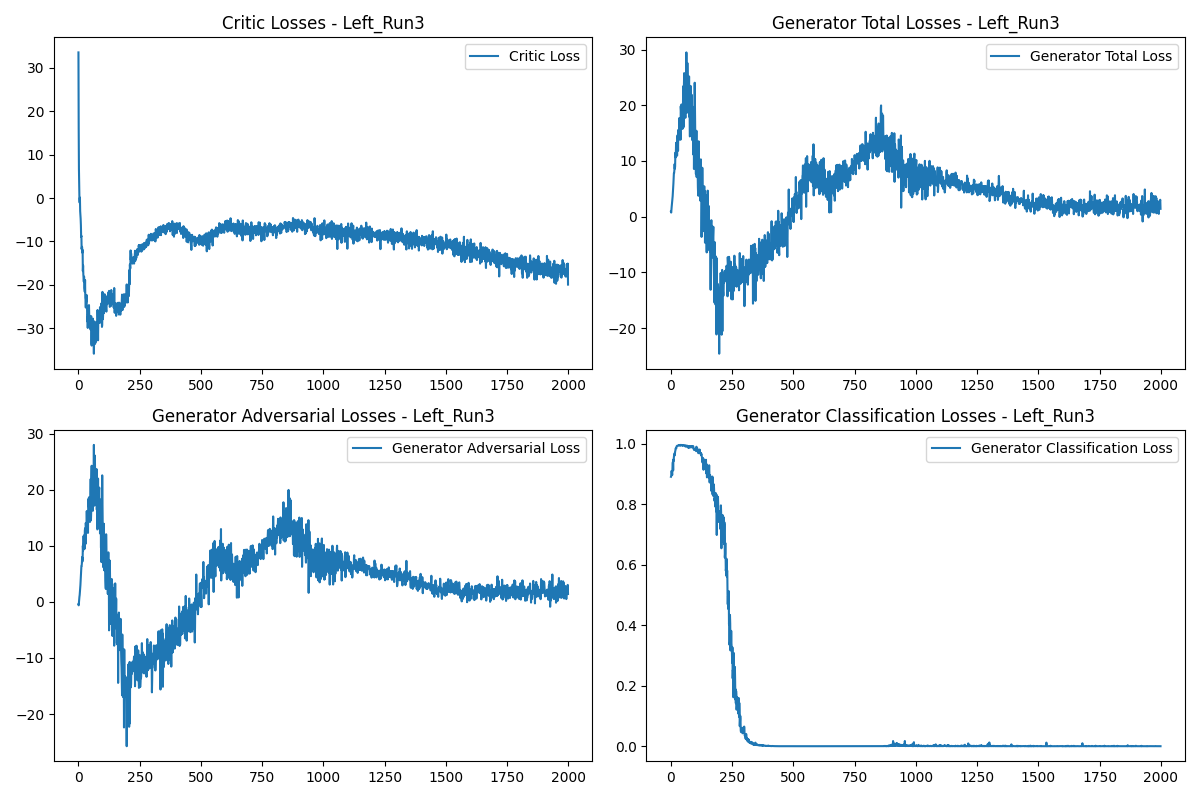 Critic Losses - Left_Run3
Critic Loss
30
20
10
0
−10
−20
−30
0 250 500 750 1000 1250 1500 1750 2000
Generator Total Losses - Left_Run3
Generator Total Loss
30
20
10
0
−10
−20
0 250 500 750 1000 1250 1500 1750 2000
Generator Adversarial Losses - Left_Run3
Generator Adversarial Loss
30
20
10
0
−10
−20
0 250 500 750 1000 1250 1500 1750 2000
Generator Classification Losses - Left_Run3
Generator Classification Loss
1.0
0.8
0.6
0.4
0.2
0.0
0 250 500 750 1000 1250 1500 1750 2000